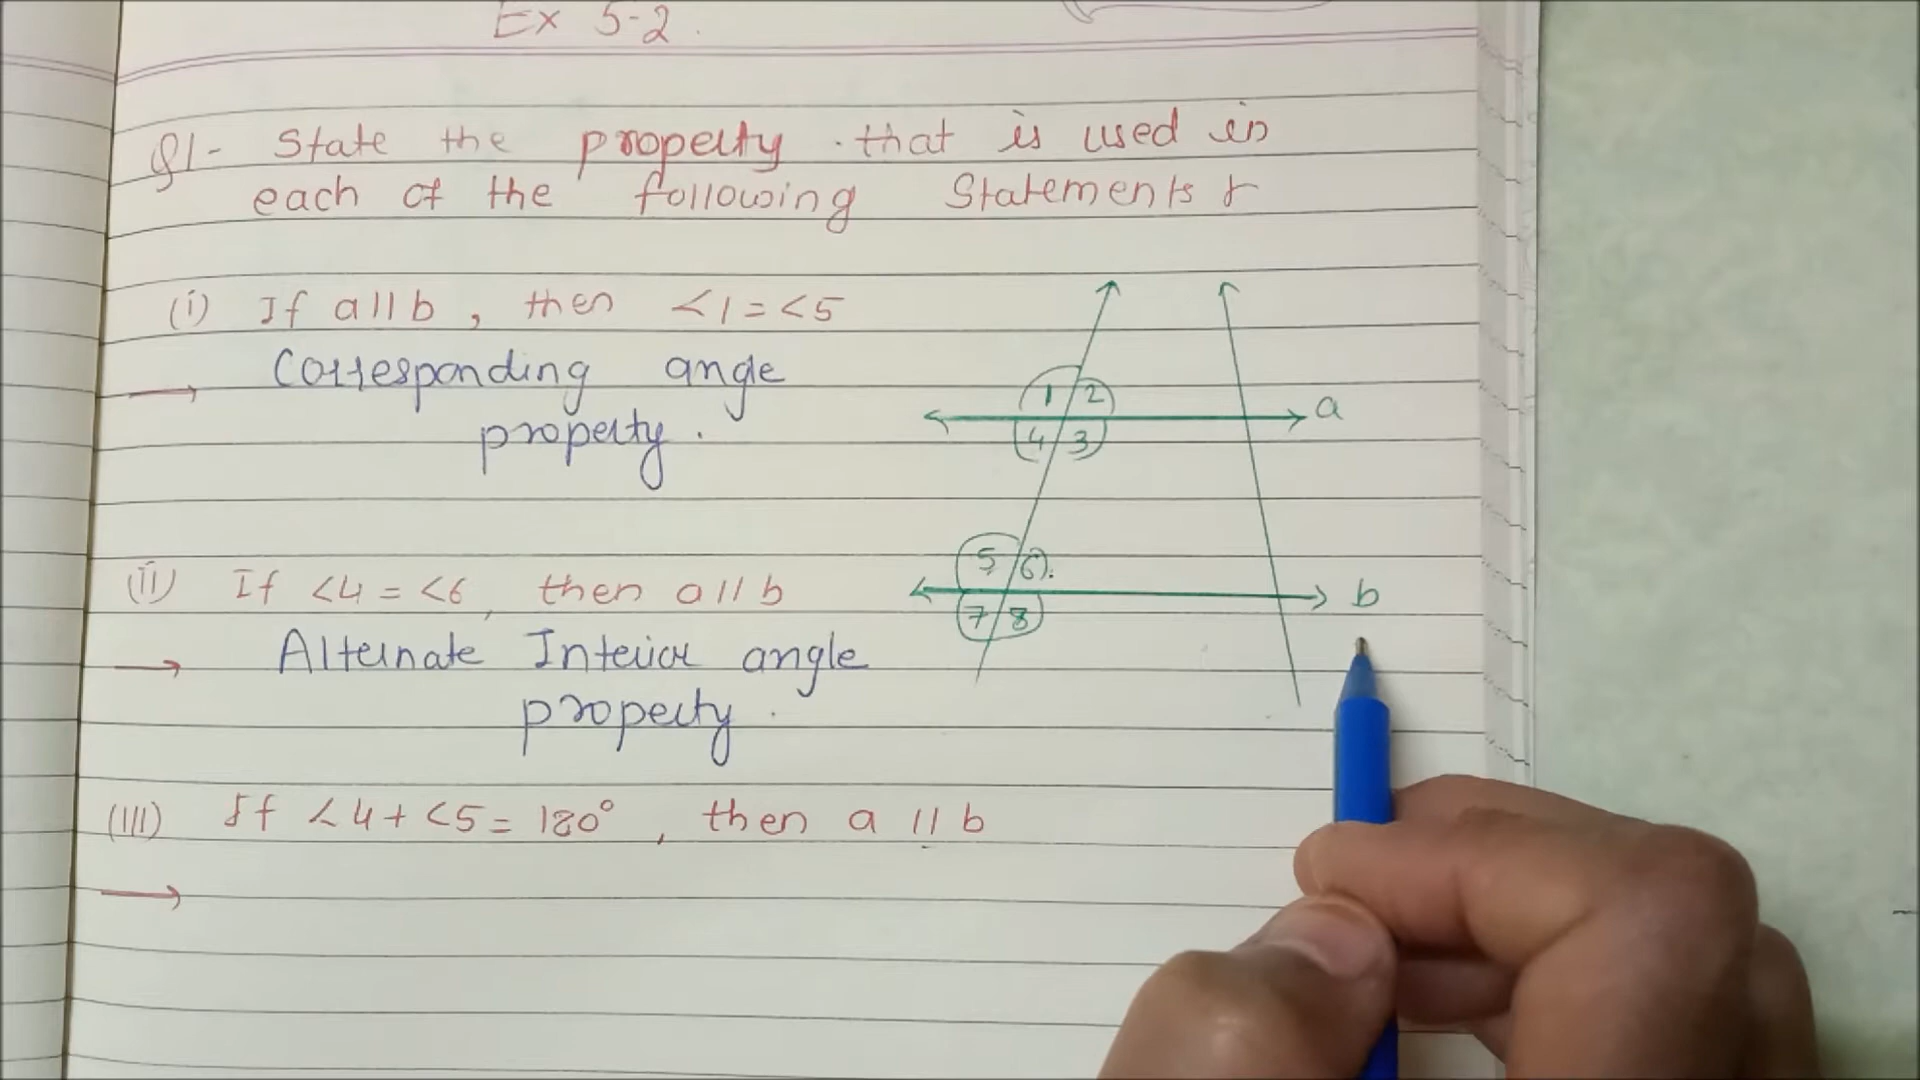 Ex 5-2.
Q1- State the property that is used in
each of the following Statements
(i) If a||b, then <1=<5
Corresponding angle
property.
1 2
a
4 3
5 6
(ii) If <4=<6, then a||b
b
7 8
Alternate Interior angle
property.
(III) If <4+<5=180°, then a || b